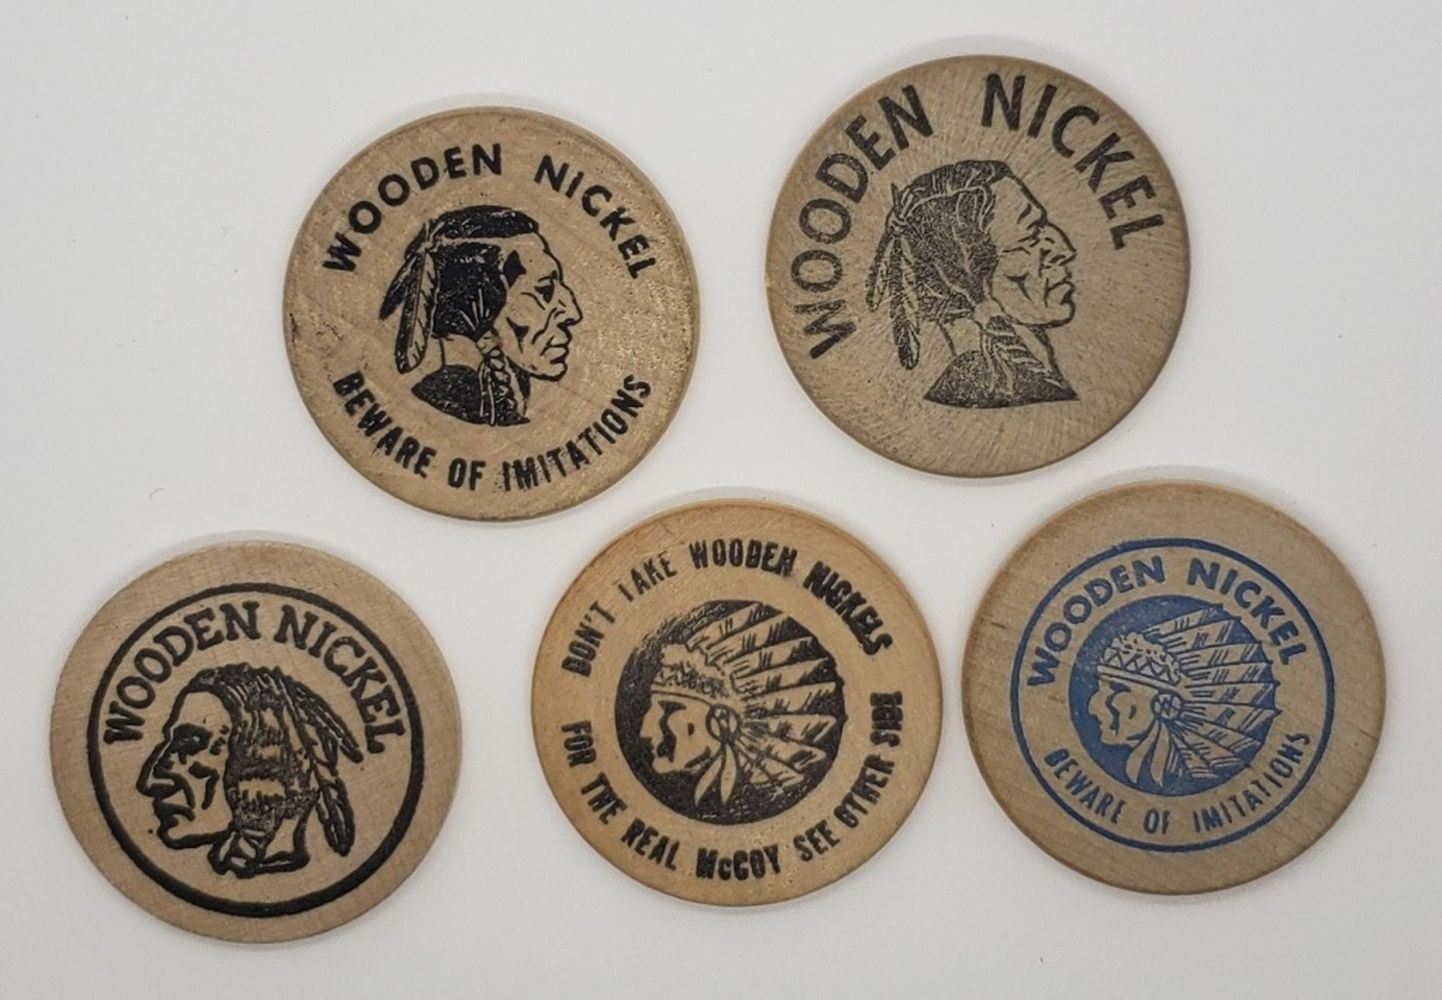 WOODEN NICKEL
BEWARE OF IMITATIONS
WOODEN NICKEL
WOODEN NICKEL
DON'T TAKE WOODEN NICKELS
FOR THE REAL McCOY SEE OTHER SIDE
WOODEN NICKEL
BEWARE OF IMITATIONS